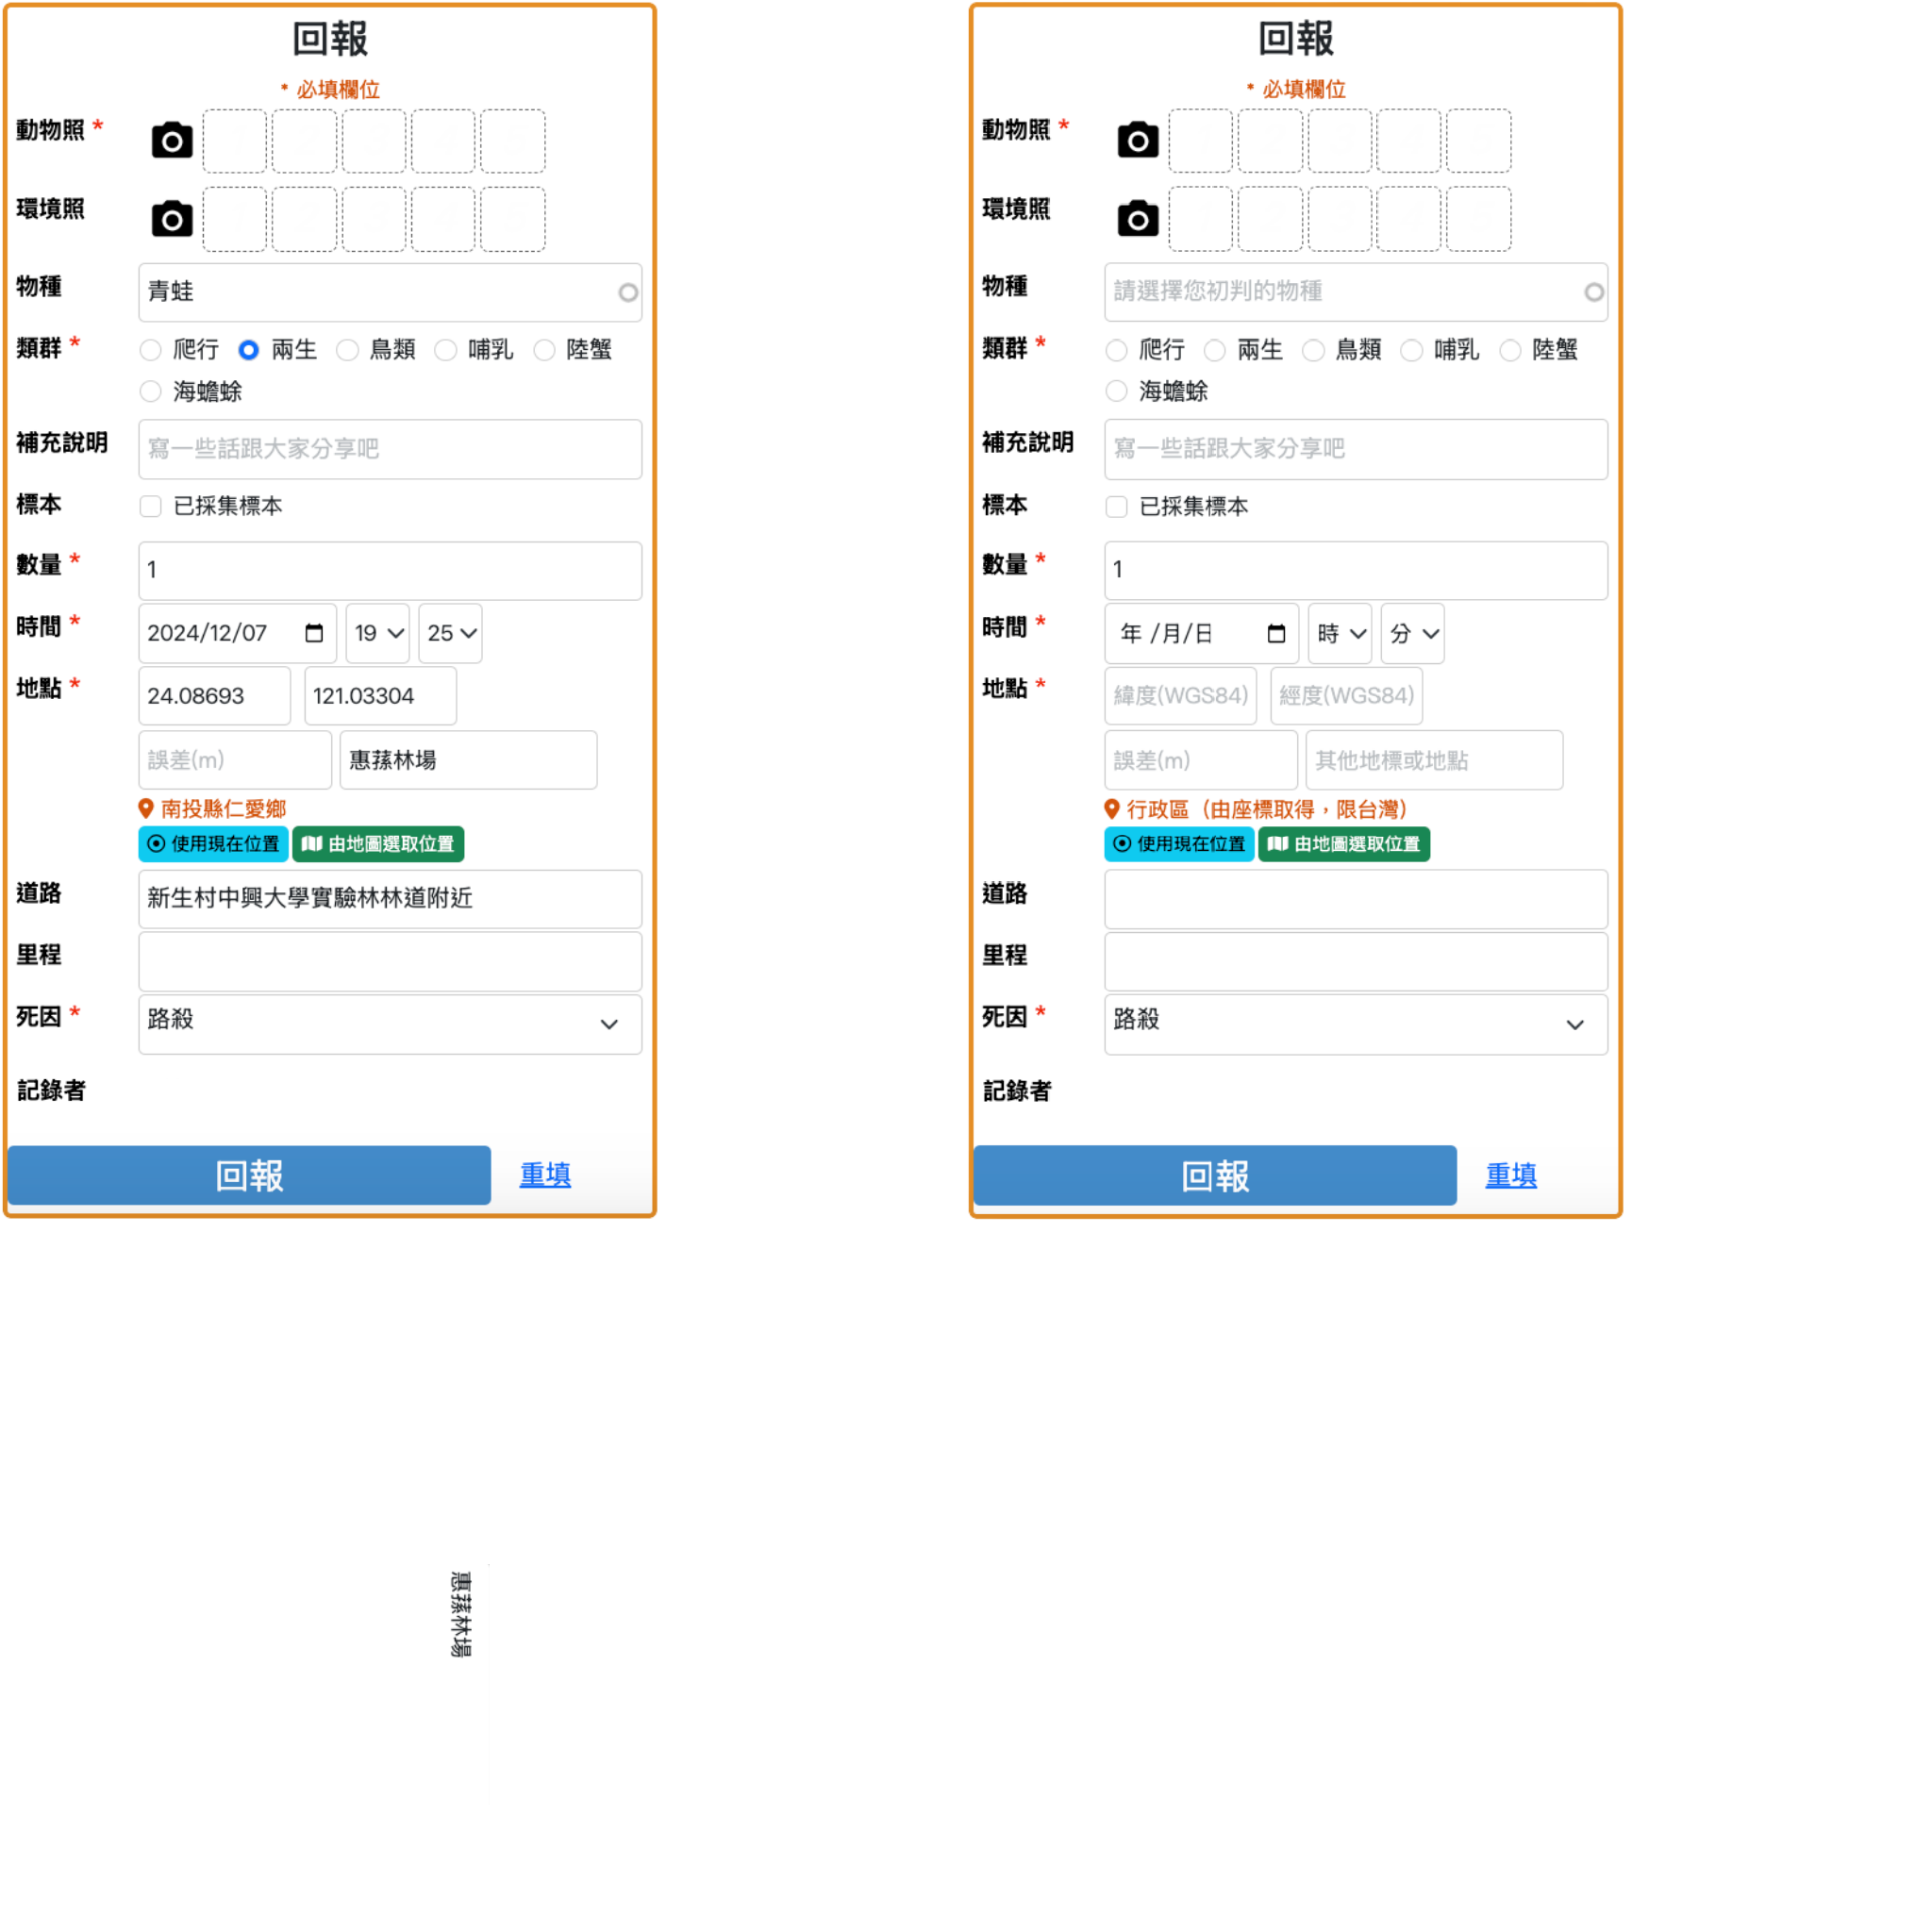 回報
* 必填欄位
動物照 *
環境照
物種 青蛙
類群 * 爬行 兩生 鳥類 哺乳 陸蟹
海蟾蜍
補充說明 寫一些話跟大家分享吧
標本 已採集標本
數量 * 1
時間 * 2024/12/07 19 25
地點 * 24.08693 121.03304
誤差(m) 惠蓀林場
南投縣仁愛鄉
使用現在位置 由地圖選取位置
道路 新生村中興大學實驗林林道附近
里程
死因 * 路殺
記錄者
回報 重填
回報
* 必填欄位
動物照 *
環境照
物種 請選擇您初判的物種
類群 * 爬行 兩生 鳥類 哺乳 陸蟹
海蟾蜍
補充說明 寫一些話跟大家分享吧
標本 已採集標本
數量 * 1
時間 * 年 /月/日 時 分
地點 * 緯度(WGS84) 經度(WGS84)
誤差(m) 其他地標或地點
行政區（由座標取得，限台灣）
使用現在位置 由地圖選取位置
道路
里程
死因 * 路殺
記錄者
回報 重填
惠蓀林場